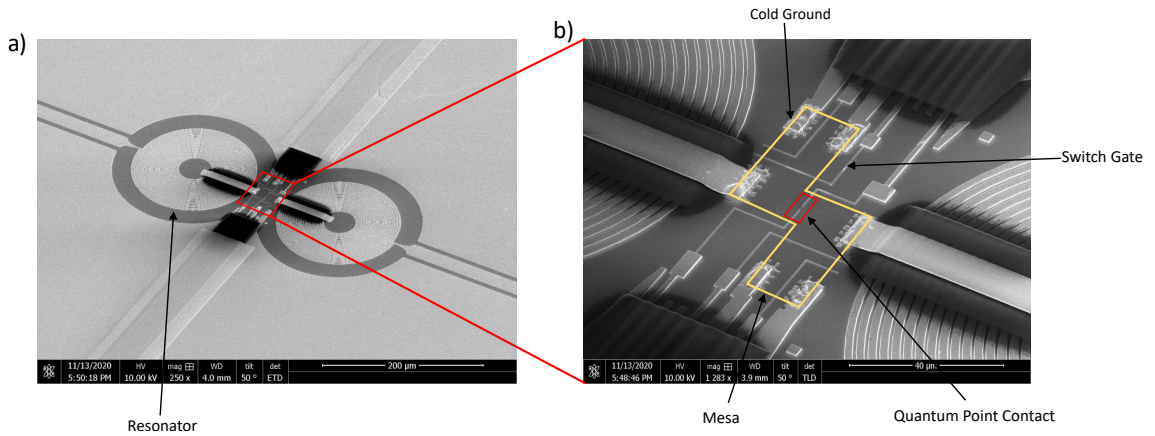 a)
b)
Cold Ground
Switch Gate
11/13/2020 HV mag WD tilt det 200 µm
5:50:18 PM 10.00 kV 250 x 4.0 mm 50 ° ETD
11/13/2020 HV mag WD tilt det 40 µm
5:48:46 PM 10.00 kV 1 283 x 3.9 mm 50 ° TLD
Resonator
Mesa
Quantum Point Contact